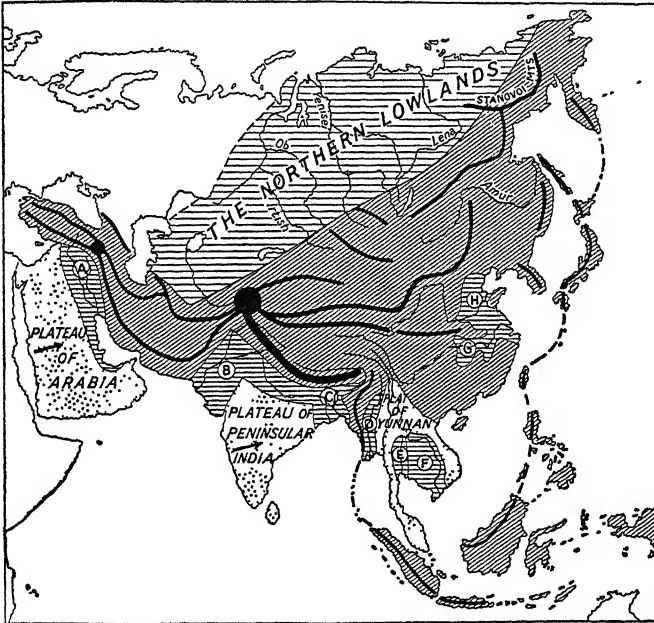 THE NORTHERN LOWLANDS
STANOVOI MTS
Yenisei
Ob
Lena
Irtish
Amur
A
H
PLATEAU
OF
ARABIA
B
G
C
PLAT
OF
YUNNAN
D
PLATEAU OF
PENINSULAR
INDIA
E
F